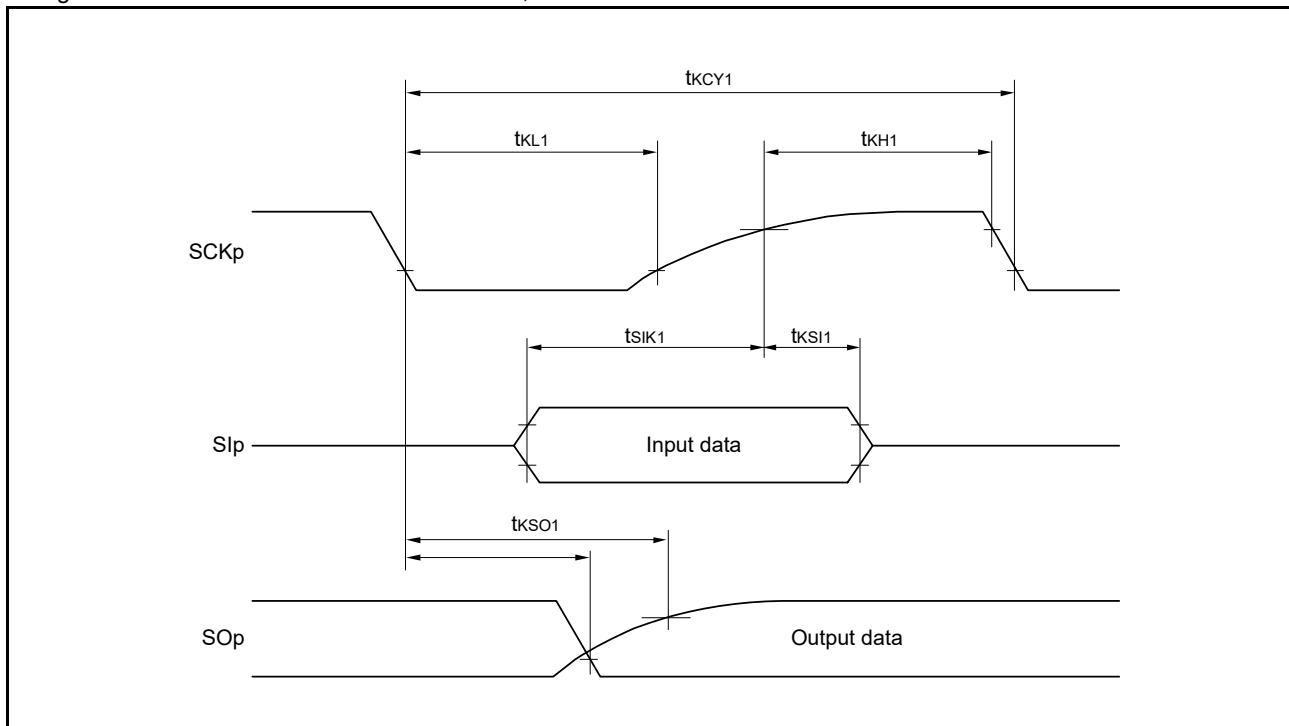 tKCY1
tKL1
tKH1
SCKp
tSIK1
tKSI1
SIp
Input data
tKSO1
SOp
Output data